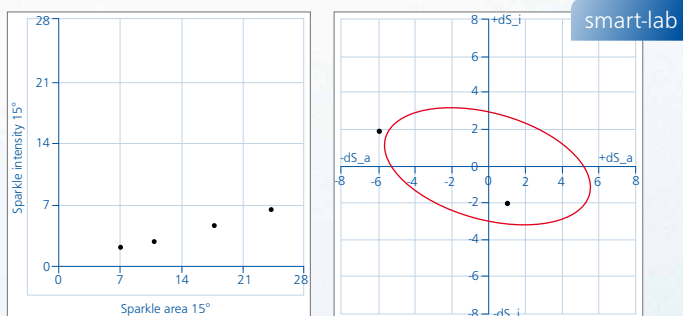 smart-lab
28
21
14
7
0
0 7 14 21 28
Sparkle intensity 15°
Sparkle area 15°
8 +dS_i
6
4
2
-dS_a 0 +dS_a
-8 -6 -4 -2 0 2 4 6 8
-2
-4
-6
-8 -dS_i